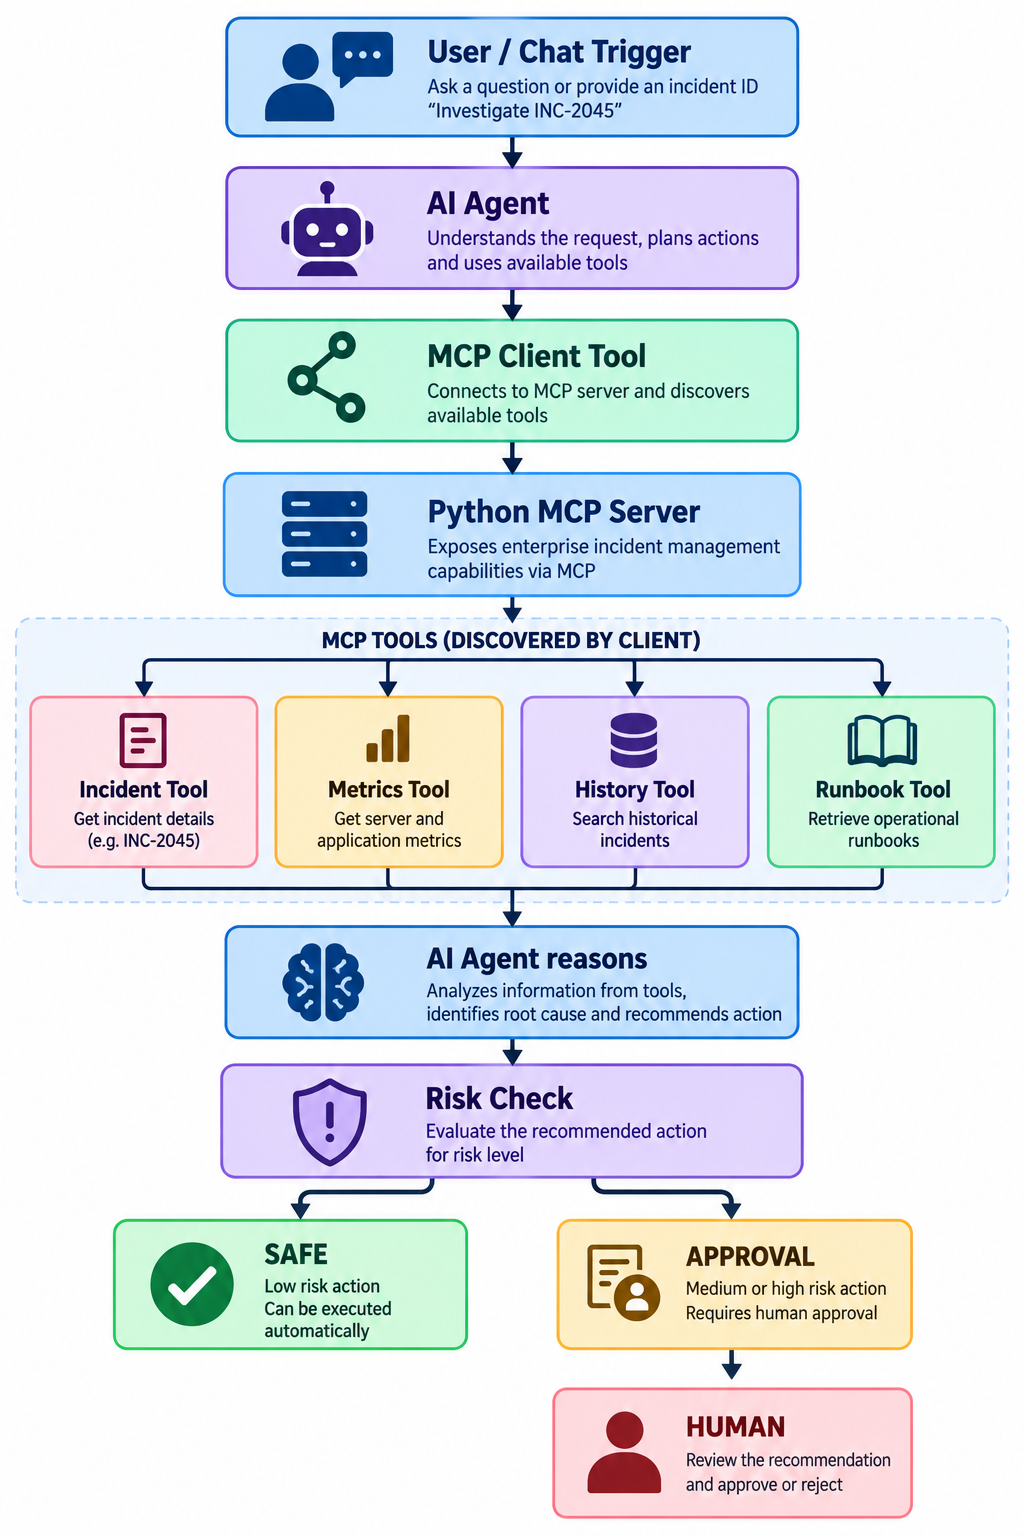 User / Chat Trigger
Ask a question or provide an incident ID
“Investigate INC-2045”
AI Agent
Understands the request, plans actions
and uses available tools
MCP Client Tool
Connects to MCP server and discovers
available tools
Python MCP Server
Exposes enterprise incident management
capabilities via MCP
MCP TOOLS (DISCOVERED BY CLIENT)
Incident Tool
Get incident details
(e.g. INC-2045)
Metrics Tool
Get server and
application metrics
History Tool
Search historical
incidents
Runbook Tool
Retrieve operational
runbooks
AI Agent reasons
Analyzes information from tools,
identifies root cause and recommends action
Risk Check
Evaluate the recommended action
for risk level
SAFE
Low risk action
Can be executed
automatically
APPROVAL
Medium or high risk action
Requires human approval
HUMAN
Review the recommendation
and approve or reject